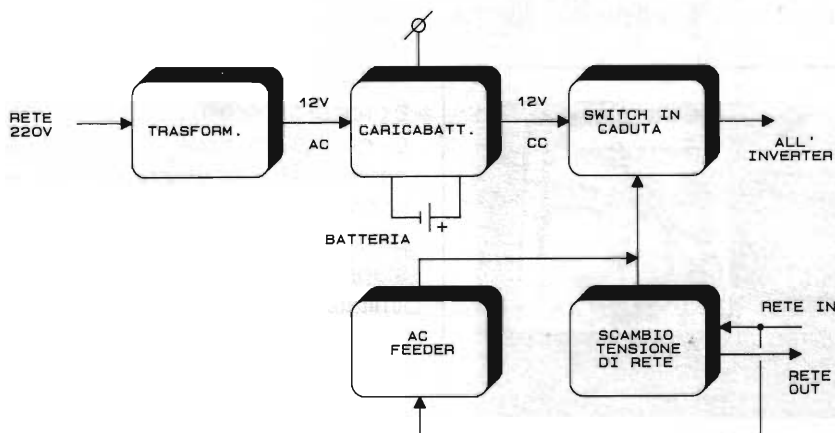 RETE
220V
TRASFORM.
12V
AC
CARICABATT.
12V
CC
SWITCH IN
CADUTA
ALL'
INVERTER
BATTERIA
+
AC
FEEDER
SCAMBIO
TENSIONE
DI RETE
RETE IN
RETE
OUT